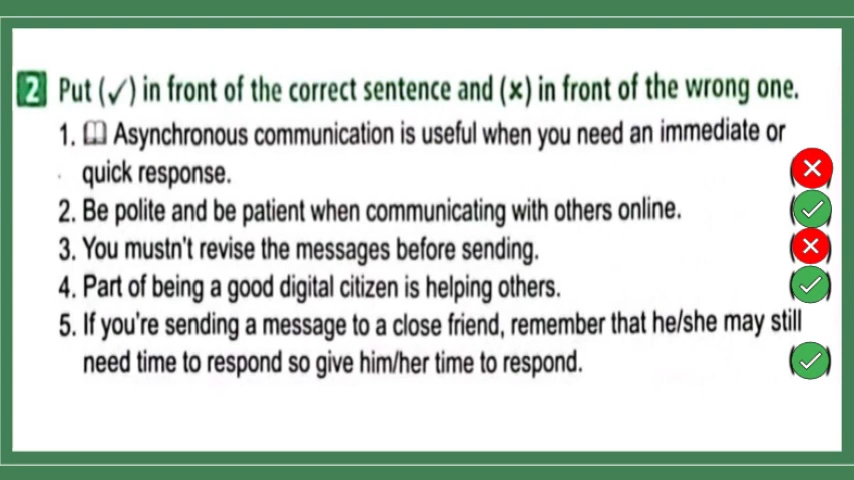 2 Put (✓) in front of the correct sentence and (×) in front of the wrong one.
1. Asynchronous communication is useful when you need an immediate or
quick response. (×)
2. Be polite and be patient when communicating with others online. (✓)
3. You mustn't revise the messages before sending. (×)
4. Part of being a good digital citizen is helping others. (✓)
5. If you're sending a message to a close friend, remember that he/she may still
need time to respond so give him/her time to respond. (✓)